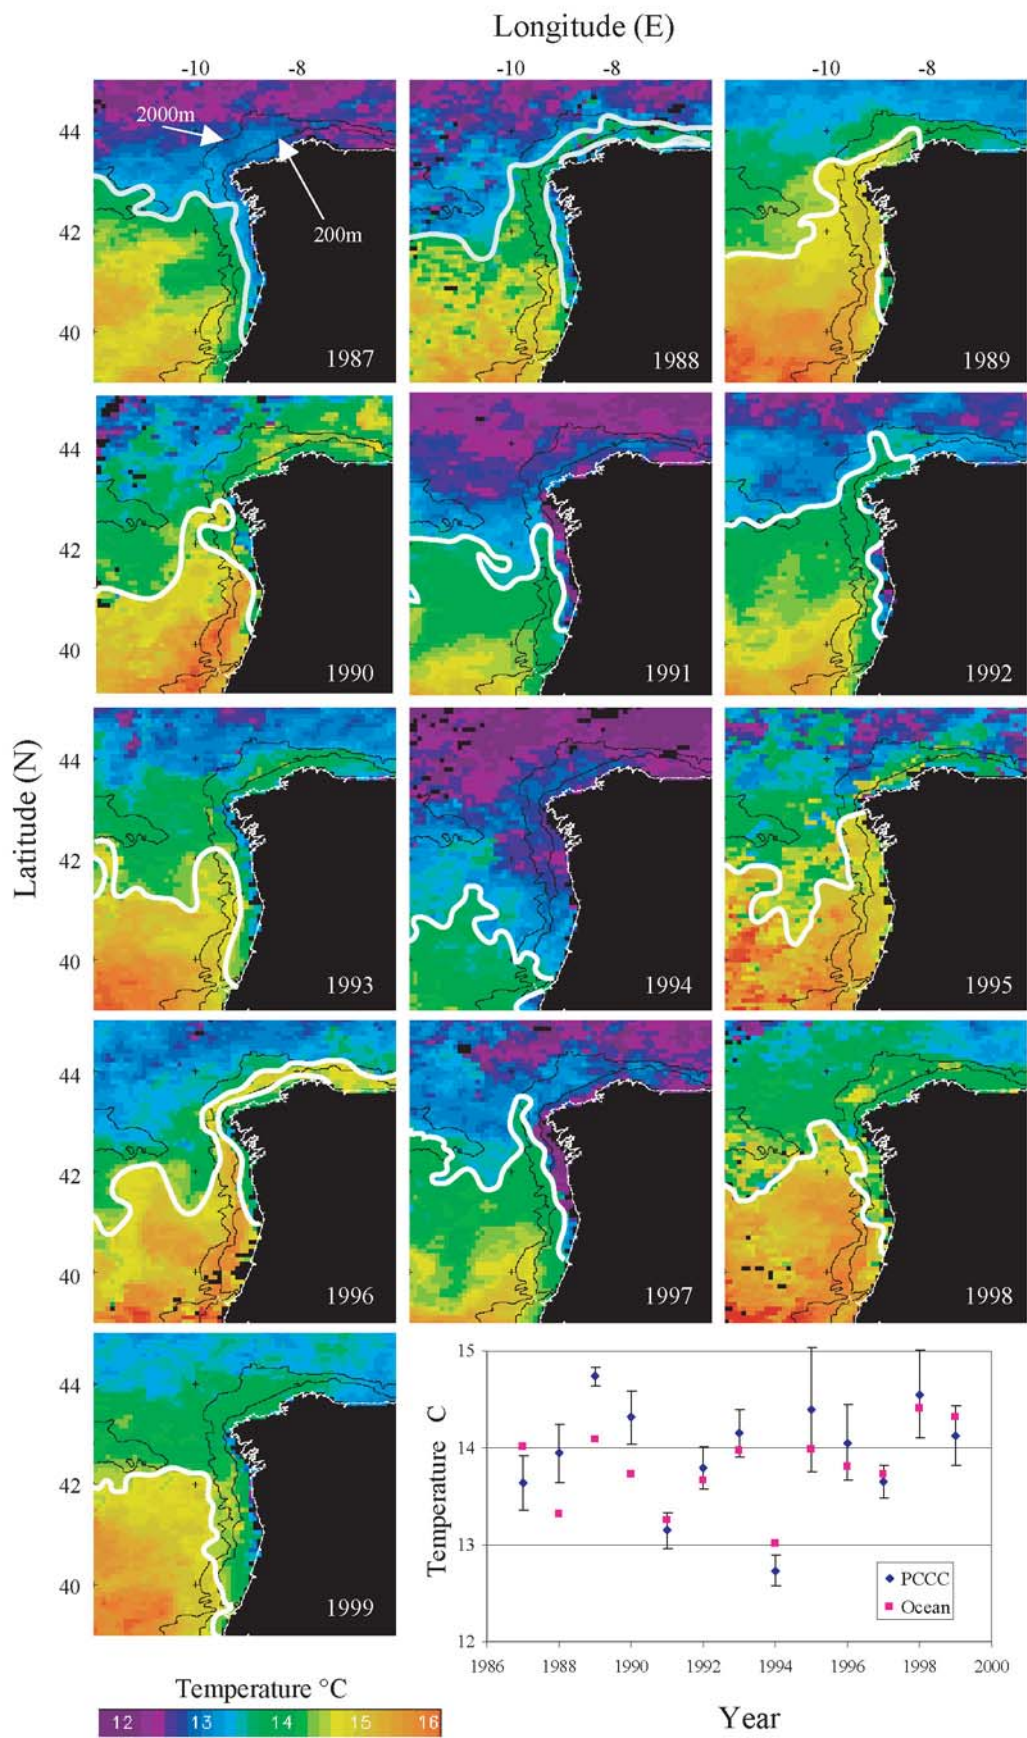 Longitude (E)
-10 -8 -10 -8 -10 -8
44
42
40
2000m
200m
1987
1988
1989
44
42
40
1990
1991
1992
Latitude (N)
44
42
40
1993
1994
1995
44
42
40
1996
1997
1998
44
42
40
1999
15
14
13
12
Temperature C
PCCC
Ocean
1986 1988 1990 1992 1994 1996 1998 2000
Year
Temperature °C
12 13 14 15 16